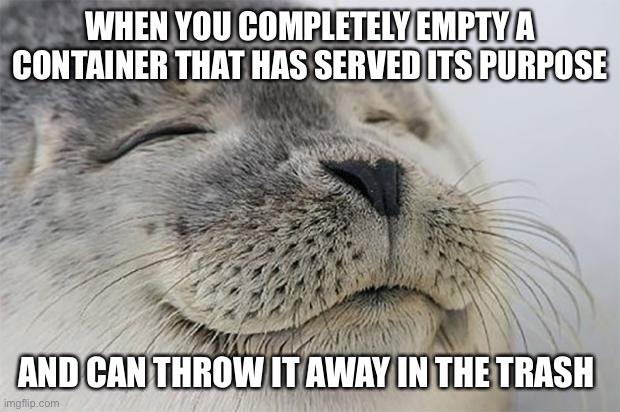 WHEN YOU COMPLETELY EMPTY A
CONTAINER THAT HAS SERVED ITS PURPOSE
AND CAN THROW IT AWAY IN THE TRASH
imgflip.com